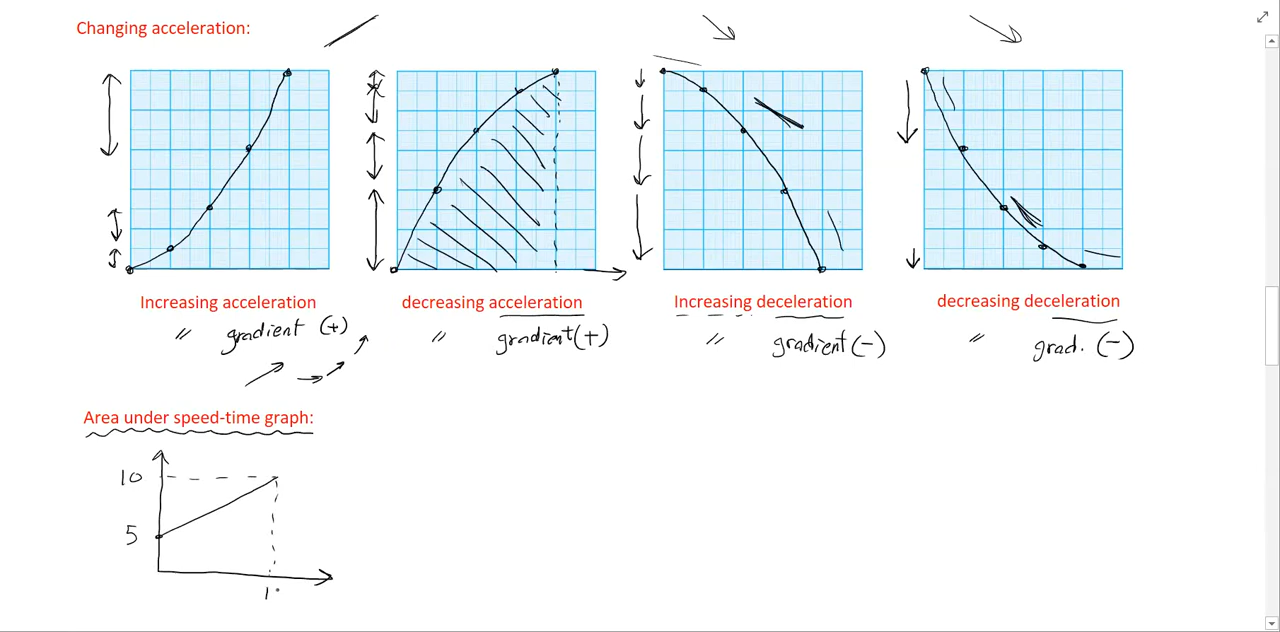 Changing acceleration:
Increasing acceleration
decreasing acceleration
Increasing deceleration
decreasing deceleration
" gradient (+)
" gradient (+)
" gradient (-)
" grad. (-)
Area under speed-time graph:
10
5